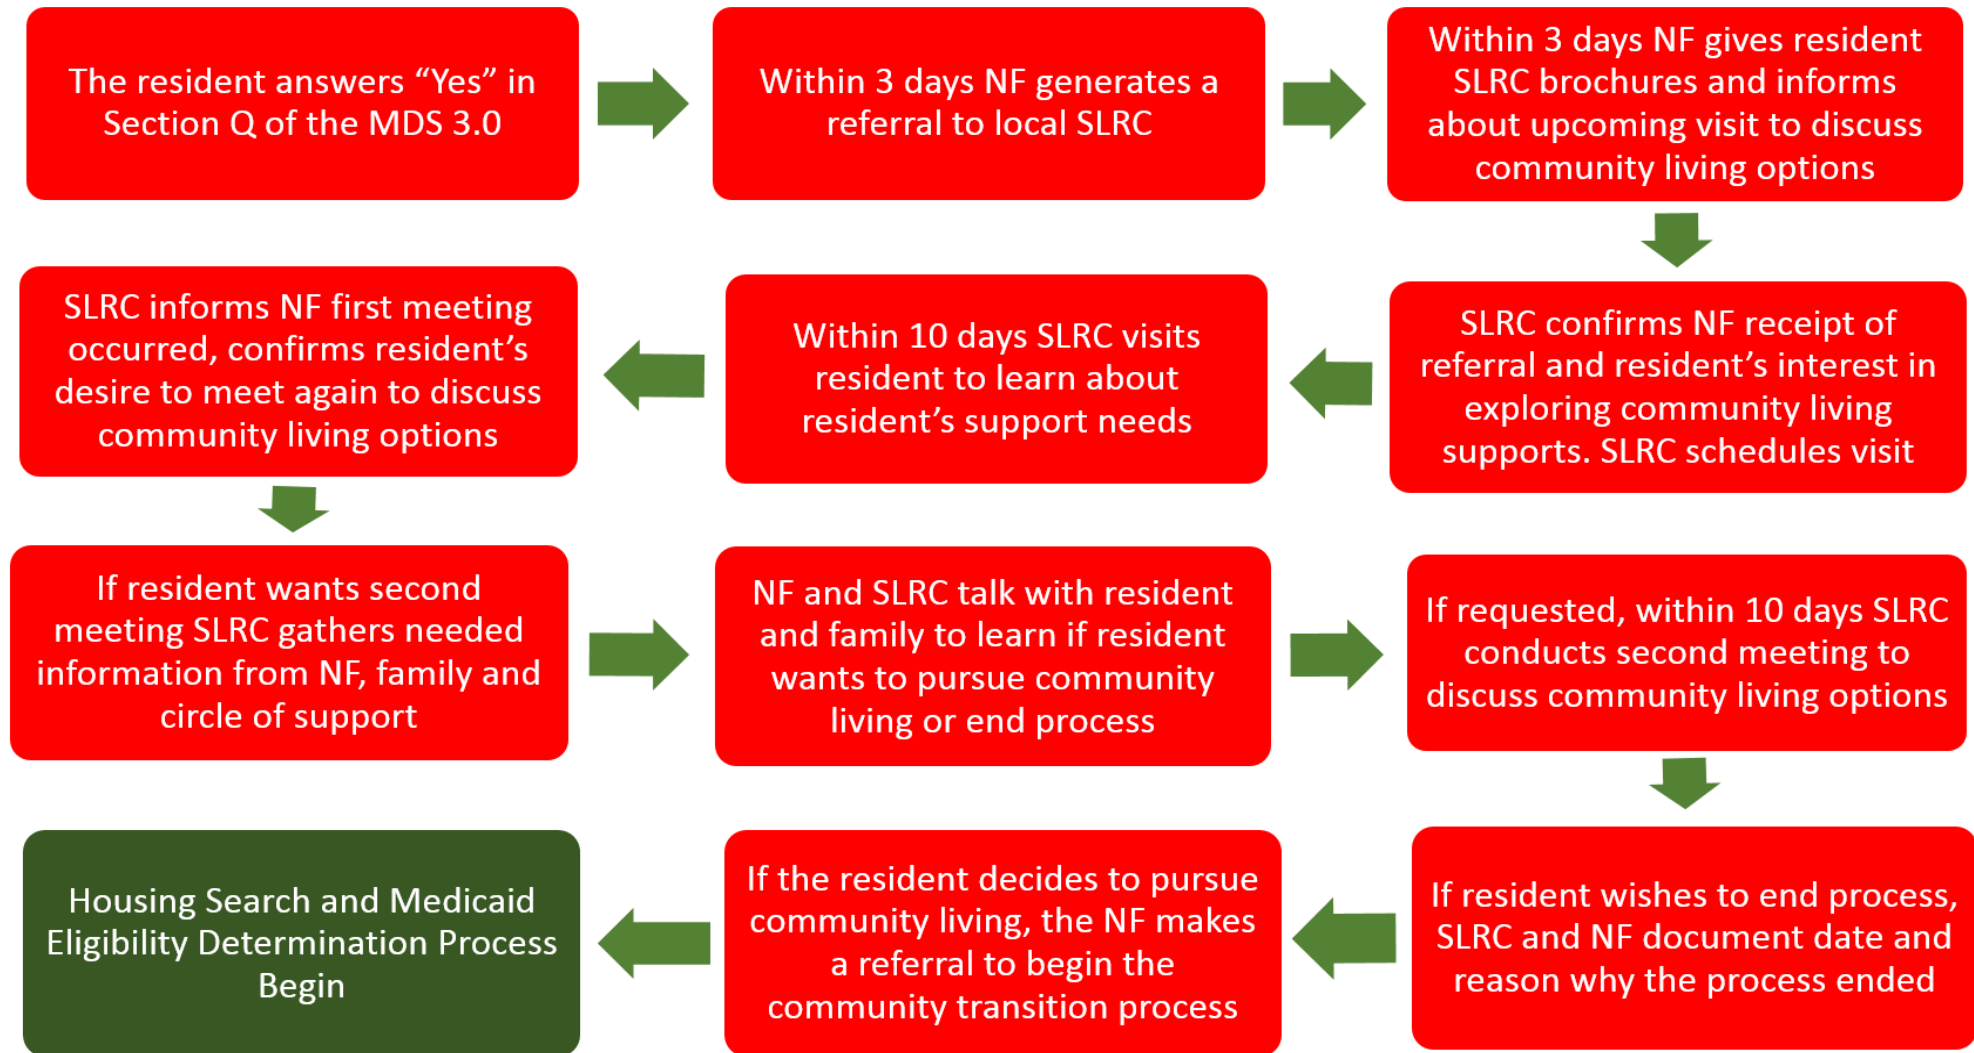 The resident answers “Yes” in
Section Q of the MDS 3.0
Within 3 days NF generates a
referral to local SLRC
Within 3 days NF gives resident
SLRC brochures and informs
about upcoming visit to discuss
community living options
SLRC confirms NF receipt of
referral and resident’s interest in
exploring community living
supports. SLRC schedules visit
Within 10 days SLRC visits
resident to learn about
resident’s support needs
SLRC informs NF first meeting
occurred, confirms resident’s
desire to meet again to discuss
community living options
If resident wants second
meeting SLRC gathers needed
information from NF, family and
circle of support
NF and SLRC talk with resident
and family to learn if resident
wants to pursue community
living or end process
If requested, within 10 days SLRC
conducts second meeting to
discuss community living options
If resident wishes to end process,
SLRC and NF document date and
reason why the process ended
If the resident decides to pursue
community living, the NF makes
a referral to begin the
community transition process
Housing Search and Medicaid
Eligibility Determination Process
Begin